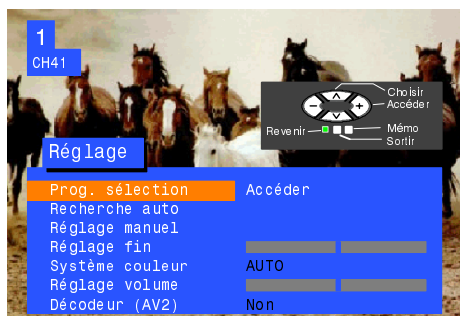 1
CH41
Choisir
Accéder
Revenir
Mémo
Sortir
Réglage
Prog. sélection Accéder
Recherche auto
Réglage manuel
Réglage fin
Système couleur AUTO
Réglage volume
Décodeur (AV2) Non